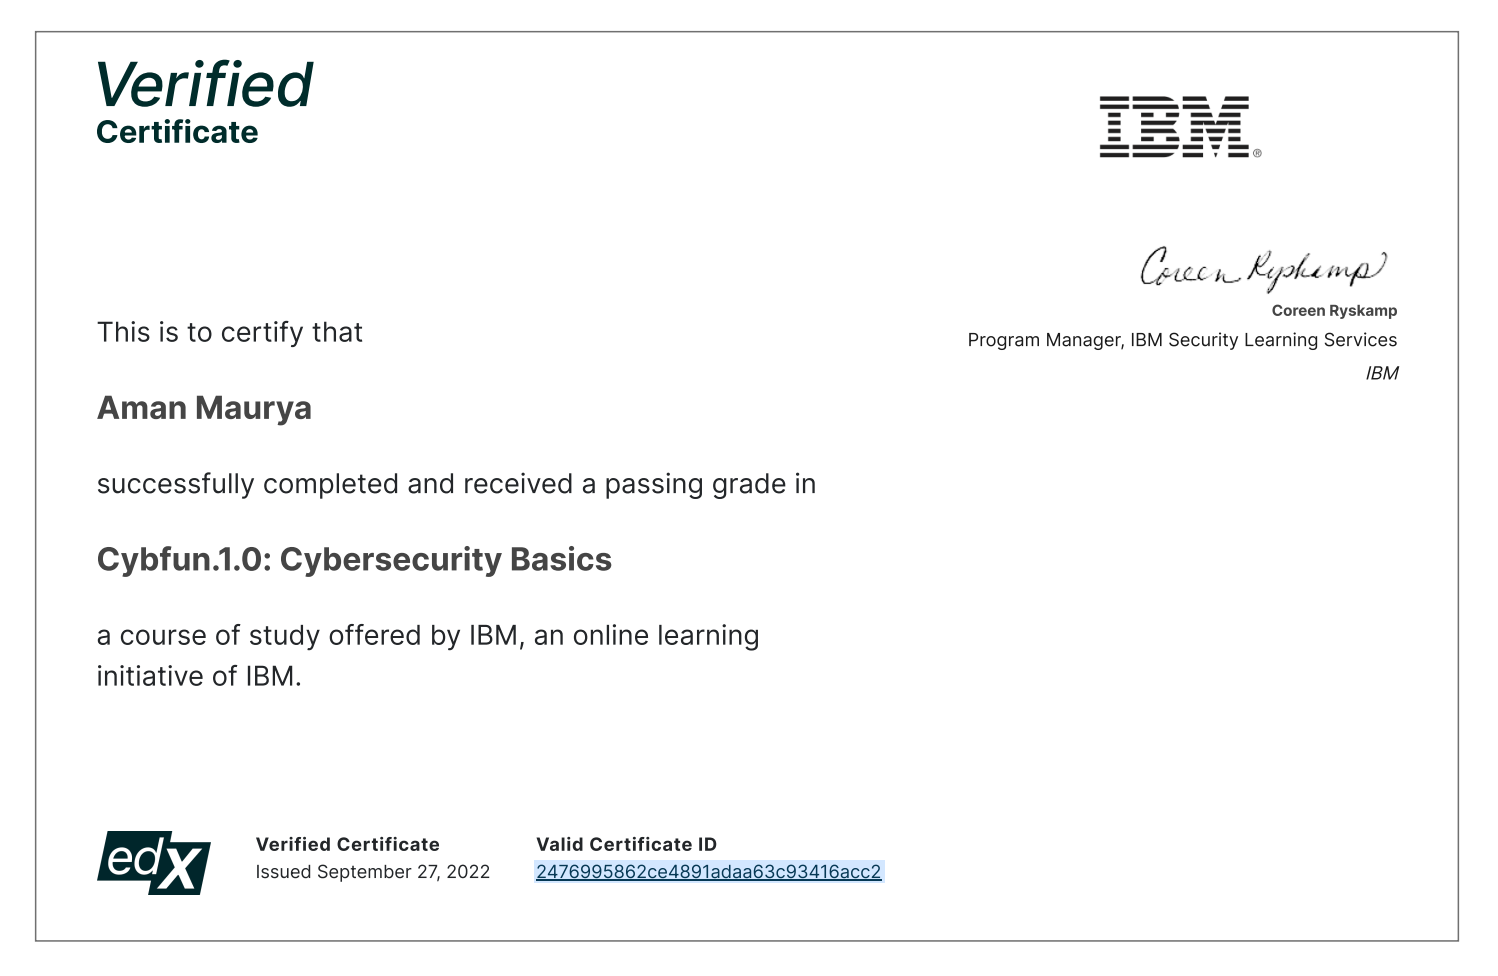 Verified
Certificate
IBM®
Coreen Ryskamp
Coreen Ryskamp
Program Manager, IBM Security Learning Services
IBM
This is to certify that
Aman Maurya
successfully completed and received a passing grade in
Cybfun.1.0: Cybersecurity Basics
a course of study offered by IBM, an online learning
initiative of IBM.
edX
Verified Certificate
Issued September 27, 2022
Valid Certificate ID
2476995862ce4891adaa63c93416acc2